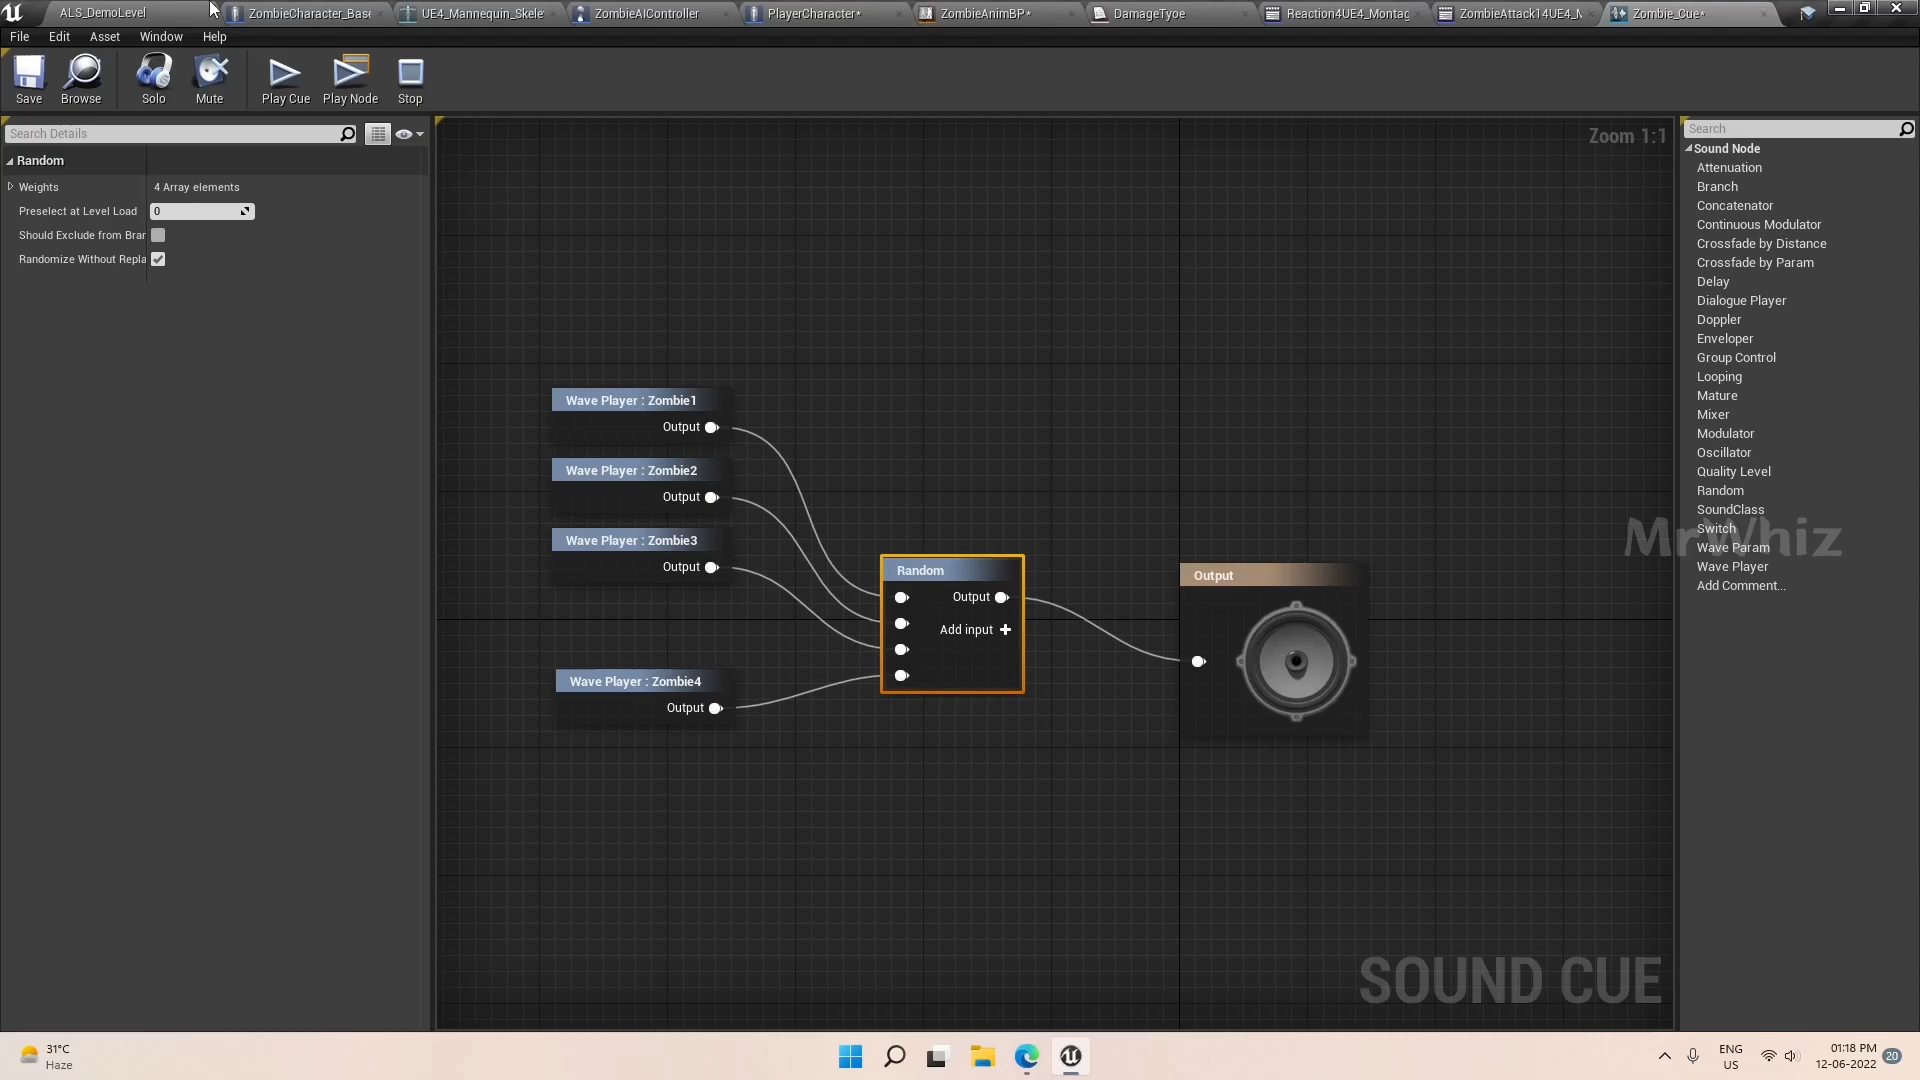 ALS_DemoLevel
ZombieCharacter_Base
UE4_Mannequin_Skele
ZombieAIController
PlayerCharacter*
ZombieAnimBP*
DamageTyoe
Reaction4UE4_Montag
ZombieAttack14UE4_M
Zombie_Cue*
File
Edit
Asset
Window
Help
Save
Browse
Solo
Mute
Play Cue
Play Node
Stop
Search Details
Random
Weights
4 Array elements
Preselect at Level Load
0
Should Exclude from Bran
Randomize Without Repla
Zoom 1:1
Wave Player : Zombie1
Output
Wave Player : Zombie2
Output
Wave Player : Zombie3
Output
Wave Player : Zombie4
Output
Random
Output
Add input
Output
SOUND CUE
Search
Sound Node
Attenuation
Branch
Concatenator
Continuous Modulator
Crossfade by Distance
Crossfade by Param
Delay
Dialogue Player
Doppler
Enveloper
Group Control
Looping
Mature
Mixer
Modulator
Oscillator
Quality Level
Random
SoundClass
Switch
Wave Param
Wave Player
Add Comment...
MrWhiz
31°C
Haze
ENG
US
01:18 PM
12-06-2022
20